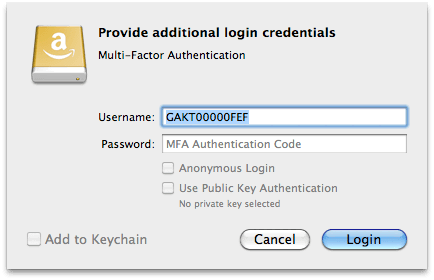 Provide additional login credentials
Multi-Factor Authentication
Username: GAKT00000FEF
Password: MFA Authentication Code
Anonymous Login
Use Public Key Authentication
No private key selected
Add to Keychain Cancel Login